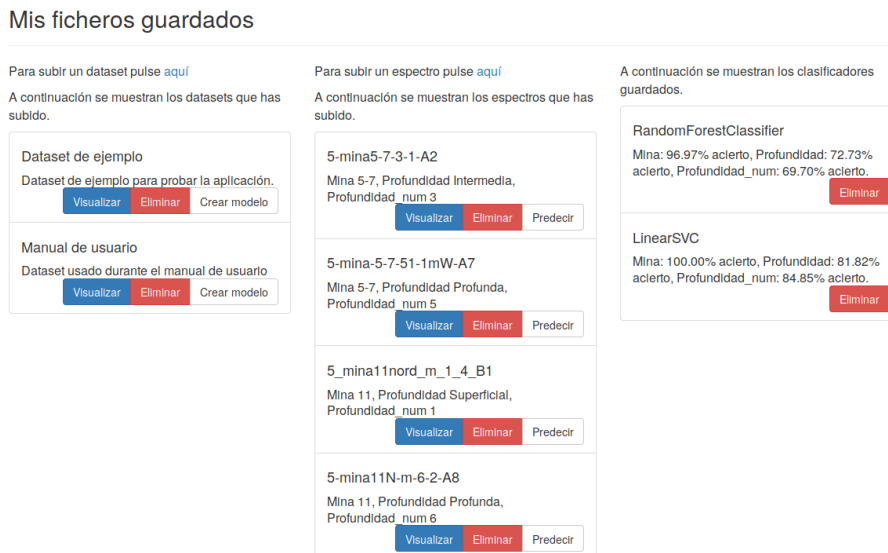 Mis ficheros guardados
Para subir un dataset pulse aquí
A continuación se muestran los datasets que has
subido.
Dataset de ejemplo
Dataset de ejemplo para probar la aplicación.
Visualizar Eliminar Crear modelo
Manual de usuario
Dataset usado durante el manual de usuario
Visualizar Eliminar Crear modelo
Para subir un espectro pulse aquí
A continuación se muestran los espectros que has
subido.
5-mina5-7-3-1-A2
Mina 5-7, Profundidad Intermedia,
Profundidad_num 3
Visualizar Eliminar Predecir
5-mina-5-7-51-1mW-A7
Mina 5-7, Profundidad Profunda,
Profundidad_num 5
Visualizar Eliminar Predecir
5_mina11nord_m_1_4_B1
Mina 11, Profundidad Superficial,
Profundidad_num 1
Visualizar Eliminar Predecir
5-mina11N-m-6-2-A8
Mina 11, Profundidad Profunda,
Profundidad_num 6
Visualizar Eliminar Predecir
A continuación se muestran los clasificadores
guardados.
RandomForestClassifier
Mina: 96.97% acierto, Profundidad: 72.73%
acierto, Profundidad_num: 69.70% acierto.
Eliminar
LinearSVC
Mina: 100.00% acierto, Profundidad: 81.82%
acierto, Profundidad_num: 84.85% acierto.
Eliminar